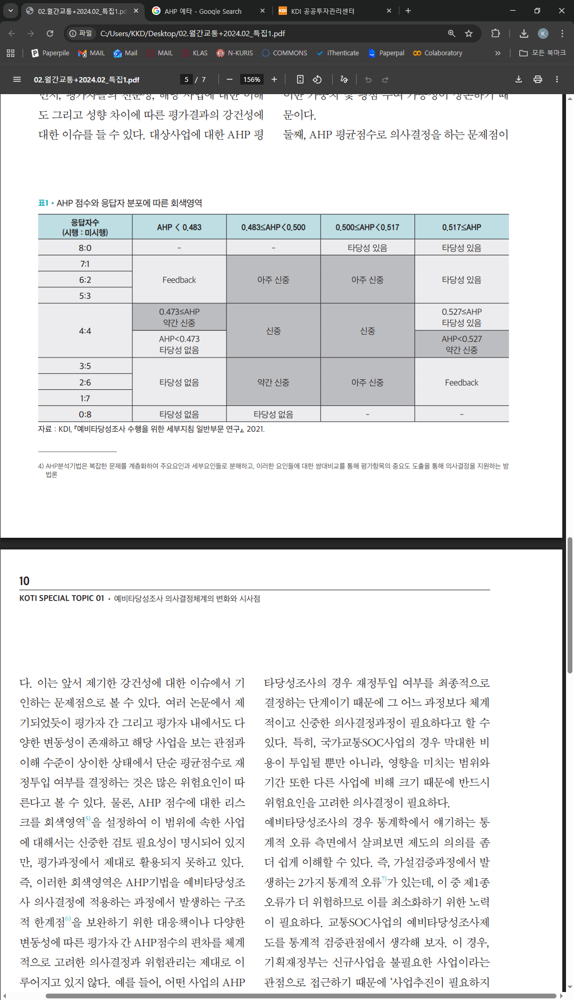 02.월간교통+2024.02_특집1.pd
AHP 예타 - Google Search
KDI
KDI 공공투자관리센터
파일
C:/Users/KKD/Desktop/02.월간교통+2024.02_특집1.pdf
K
Paperpile
MAIL
Mail
MAIL
KLAS
N-KURIS
COMMONS
iThenticate
Paperpal
Colaboratory
모든 북마크
02.월간교통+2024.02_특집1.pdf
5 / 7
156%
먼저, 평가자들의 전문성, 해당 사업에 대한 이해
도 그리고 성향 차이에 따른 평가결과의 강건성에
대한 이슈를 들 수 있다. 대상사업에 대한 AHP 평
이한 가중치 및 평점 부여 가능성이 상존하기 때
문이다.
둘째, AHP 평균점수로 의사결정을 하는 문제점이
표1 • AHP 점수와 응답자 분포에 따른 회색영역
응답자수
(시행 : 미시행)
AHP < 0.483
0.483≤AHP<0.500
0.500≤AHP<0.517
0.517≤AHP
8:0
-
-
타당성 있음
타당성 있음
7:1
6:2
5:3
Feedback
아주 신중
아주 신중
타당성 있음
4:4
0.473≤AHP
약간 신중
AHP<0.473
타당성 없음
신중
신중
0.527≤AHP
타당성 있음
AHP<0.527
약간 신중
3:5
2:6
1:7
타당성 없음
약간 신중
아주 신중
Feedback
0:8
타당성 없음
타당성 없음
-
-
자료 : KDI, 『예비타당성조사 수행을 위한 세부지침 일반부문 연구』, 2021.
4) AHP분석기법은 복잡한 문제를 계층화하여 주요요인과 세부요인들로 분해하고, 이러한 요인들에 대한 쌍대비교를 통해 평가항목의 중요도 도출을 통해 의사결정을 지원하는 방
법론
10
KOTI SPECIAL TOPIC 01 • 예비타당성조사 의사결정체계의 변화와 시사점
다. 이는 앞서 제기한 강건성에 대한 이슈에서 기
인하는 문제점으로 볼 수 있다. 여러 논문에서 제
기되었듯이 평가자 간 그리고 평가자 내에서도 다
양한 변동성이 존재하고 해당 사업을 보는 관점과
이해 수준이 상이한 상태에서 단순 평균점수로 재
정투입 여부를 결정하는 것은 많은 위험요인이 따
른다고 볼 수 있다. 물론, AHP 점수에 대한 리스
크를 회색영역5)을 설정하여 이 범위에 속한 사업
에 대해서는 신중한 검토 필요성이 명시되어 있지
만, 평가과정에서 제대로 활용되지 못하고 있다.
즉, 이러한 회색영역은 AHP기법을 예비타당성조
사 의사결정에 적용하는 과정에서 발생하는 구조
적 한계점6)을 보완하기 위한 대응책이나 다양한
변동성에 따른 평가자 간 AHP점수의 편차를 체계
적으로 고려한 의사결정과 위험관리는 제대로 이
루어지고 있지 않다. 예를 들어, 어떤 사업의 AHP
타당성조사의 경우 재정투입 여부를 최종적으로
결정하는 단계이기 때문에 그 어느 과정보다 체계
적이고 신중한 의사결정과정이 필요하다고 할 수
있다. 특히, 국가교통SOC사업의 경우 막대한 비
용이 투입될 뿐만 아니라, 영향을 미치는 범위와
기간 또한 다른 사업에 비해 크기 때문에 반드시
위험요인을 고려한 의사결정이 필요하다.
예비타당성조사의 경우 통계학에서 얘기하는 통
계적 오류 측면에서 살펴보면 제도의 의의를 좀
더 쉽게 이해할 수 있다. 즉, 가설검증과정에서 발
생하는 2가지 통계적 오류7)가 있는데, 이 중 제1종
오류가 더 위험하므로 이를 최소화하기 위한 노력
이 필요하다. 교통SOC사업의 예비타당성조사제
도를 통계적 검증관점에서 생각해 보자. 이 경우,
기획재정부는 신규사업을 불필요한 사업이라는
관점으로 접근하기 때문에 ‘사업추진이 필요하지